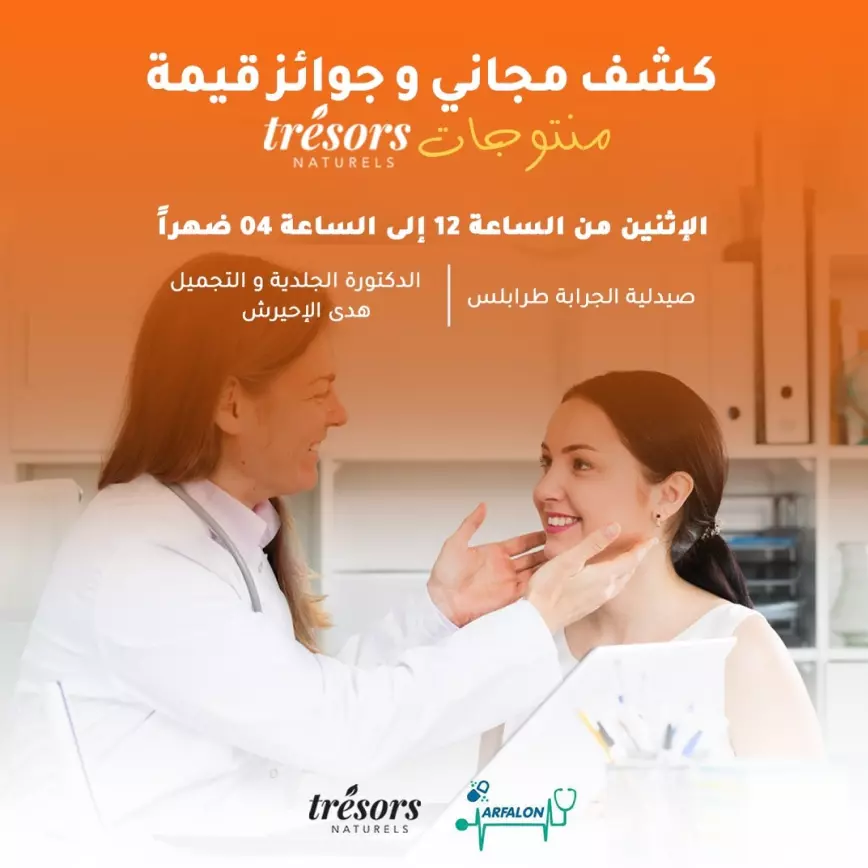 كشف مجاني و جوائز قيمة
منتوجات trésors
NATURELS
الإثنين من الساعة 12 إلى الساعة 04 ضهراً
صيدلية الجرابة طرابلس
الدكتورة الجلدية و التجميل
هدى الإحيرش
trésors
NATURELS
ARFALON